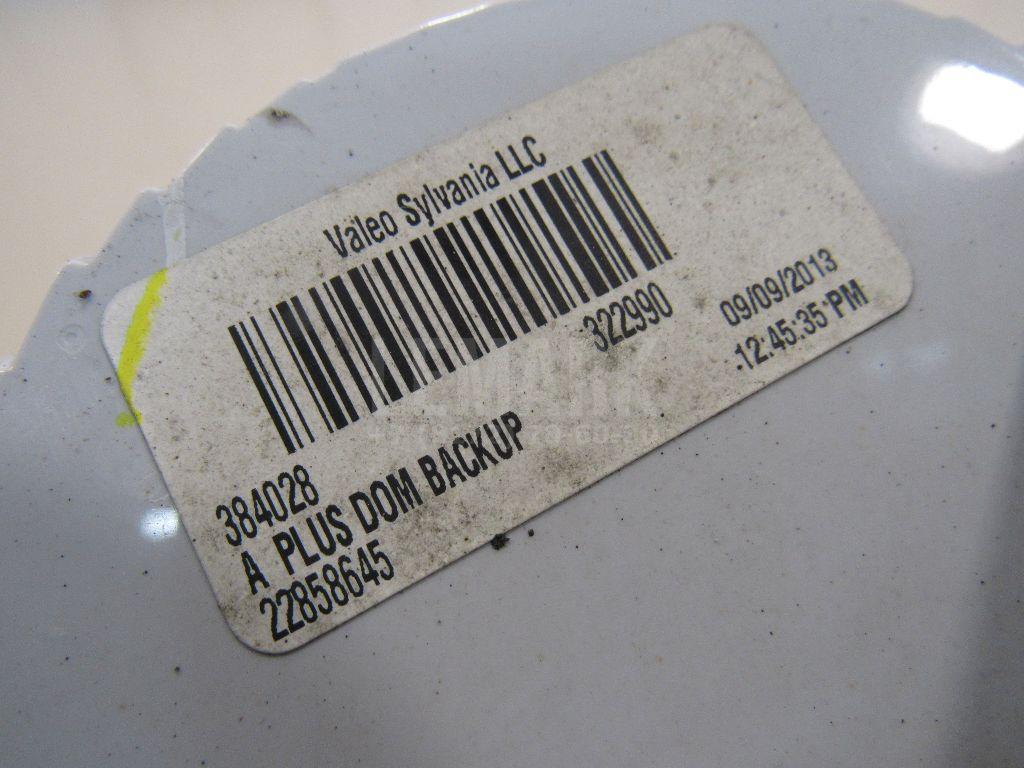 Valeo Sylvania LLC
322990
09/09/2013
12:45:35 PM
384028
A PLUS DOM BACKUP
22858645